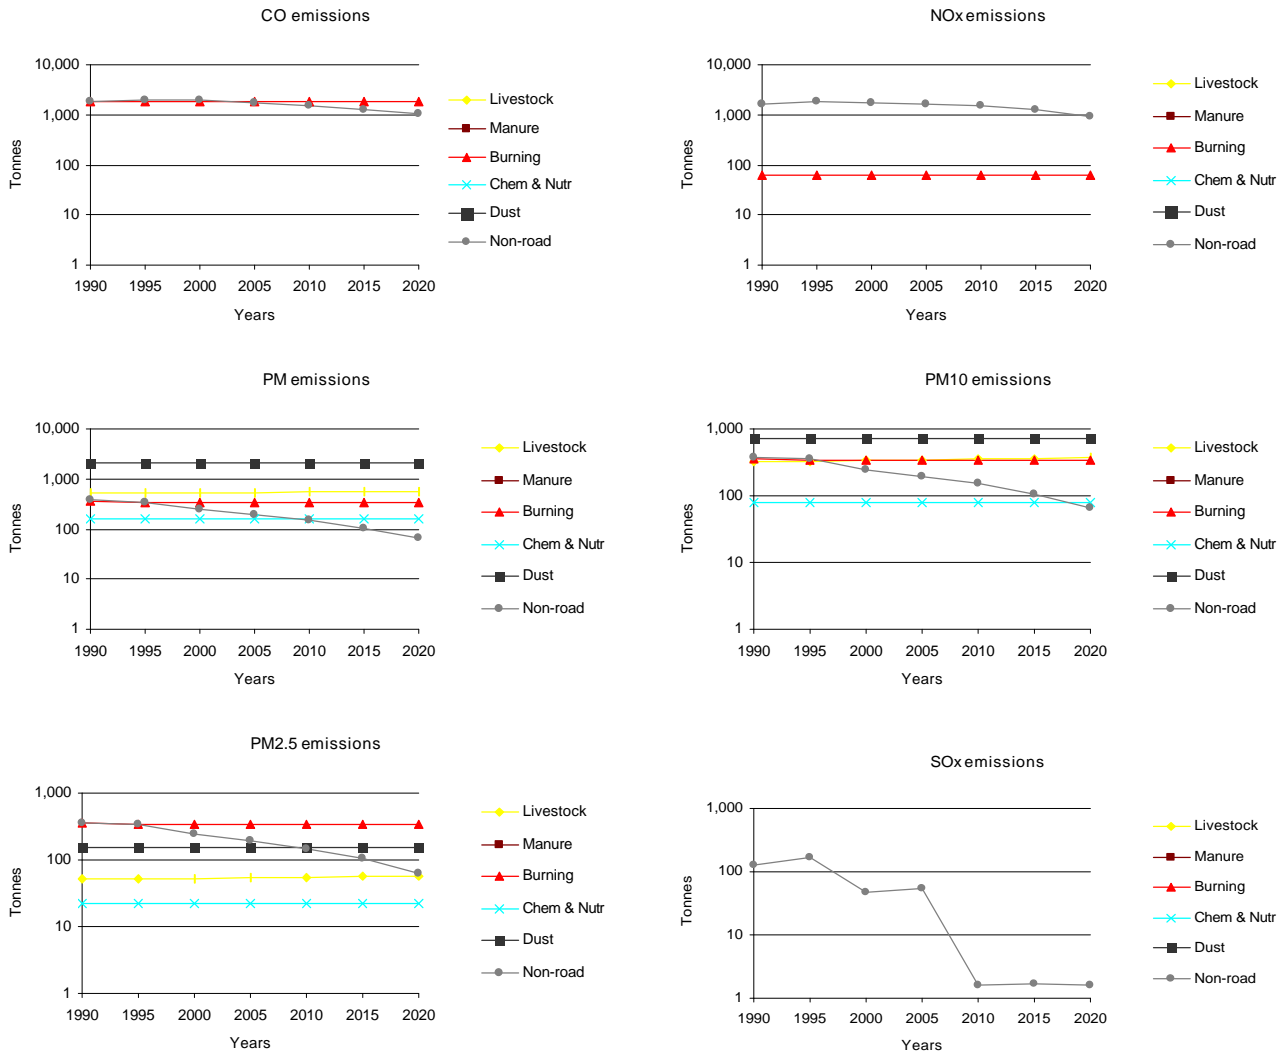 CO emissions
10,000
1,000
100
10
1
Tonnes
1990 1995 2000 2005 2010 2015 2020
Years
Livestock
Manure
Burning
Chem & Nutr
Dust
Non-road
NOx emissions
10,000
1,000
100
10
1
Tonnes
1990 1995 2000 2005 2010 2015 2020
Years
Livestock
Manure
Burning
Chem & Nutr
Dust
Non-road
PM emissions
10,000
1,000
100
10
1
Tonnes
1990 1995 2000 2005 2010 2015 2020
Years
Livestock
Manure
Burning
Chem & Nutr
Dust
Non-road
PM10 emissions
1,000
100
10
1
Tonnes
1990 1995 2000 2005 2010 2015 2020
Years
Livestock
Manure
Burning
Chem & Nutr
Dust
Non-road
PM2.5 emissions
1,000
100
10
1
Tonnes
1990 1995 2000 2005 2010 2015 2020
Years
Livestock
Manure
Burning
Chem & Nutr
Dust
Non-road
SOx emissions
1,000
100
10
1
Tonnes
1990 1995 2000 2005 2010 2015 2020
Years
Livestock
Manure
Burning
Chem & Nutr
Dust
Non-road